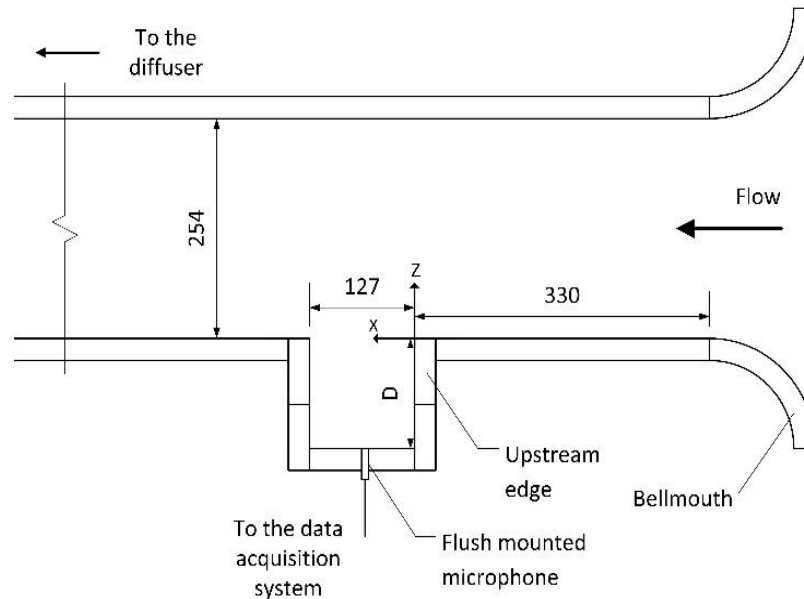 To the
diffuser
Flow
254
127
Z
330
X
D
Upstream
edge
Bellmouth
To the data
acquisition
system
Flush mounted
microphone